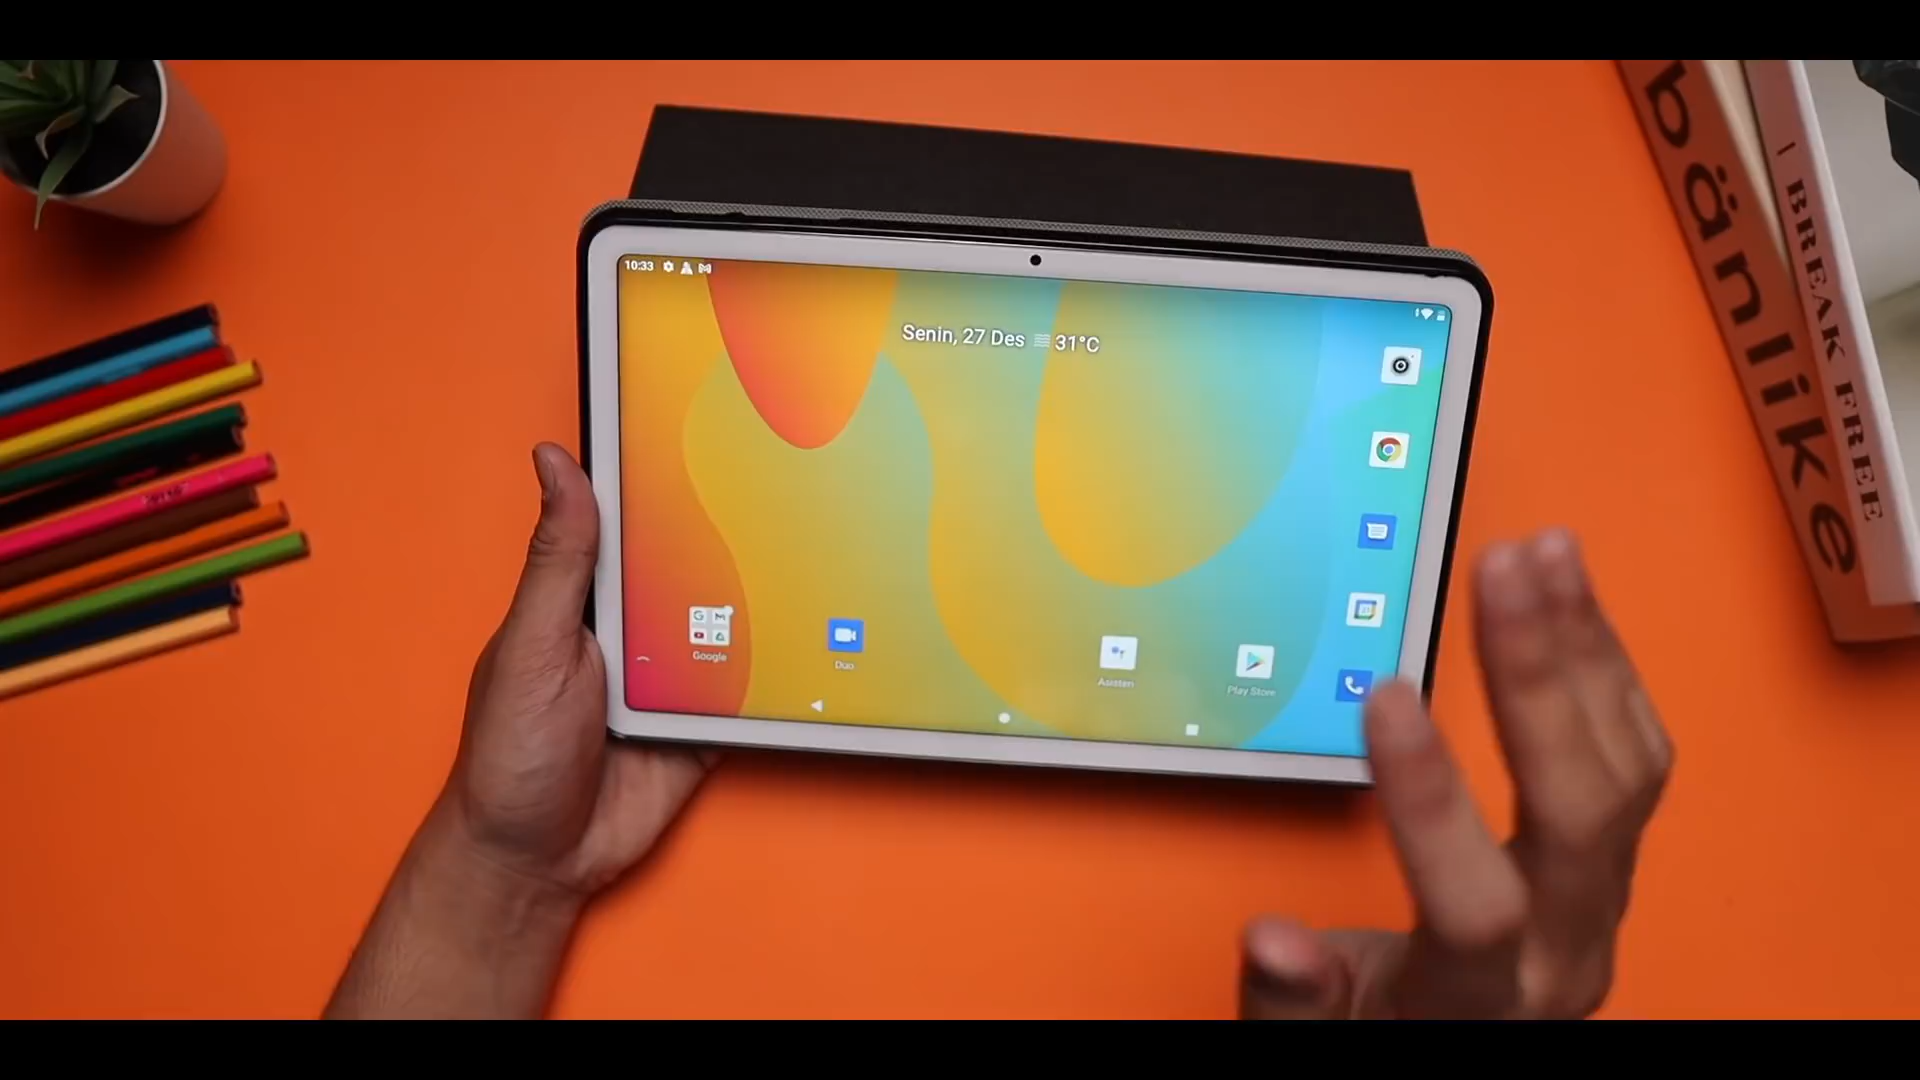 10:33
Senin, 27 Des 31°C
Google
Duo
Asisten
Play Store
bänlike
I BREAK FREE